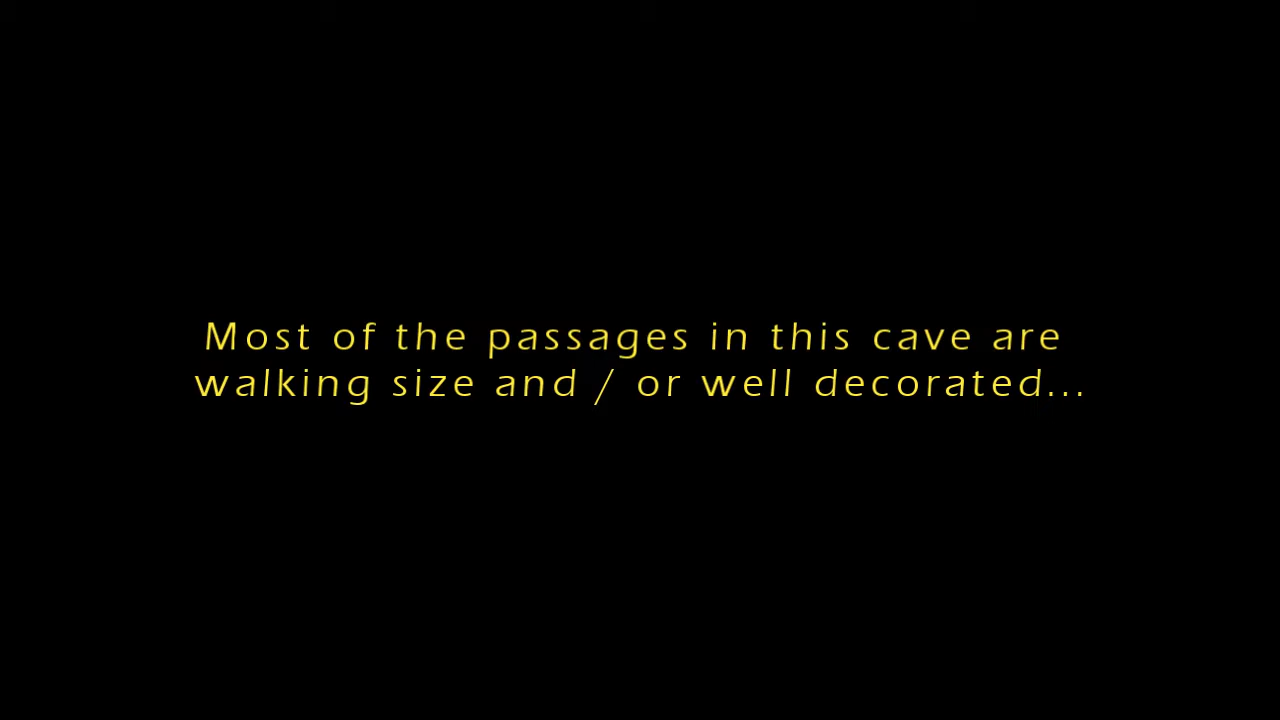 Most of the passages in this cave are
walking size and / or well decorated...